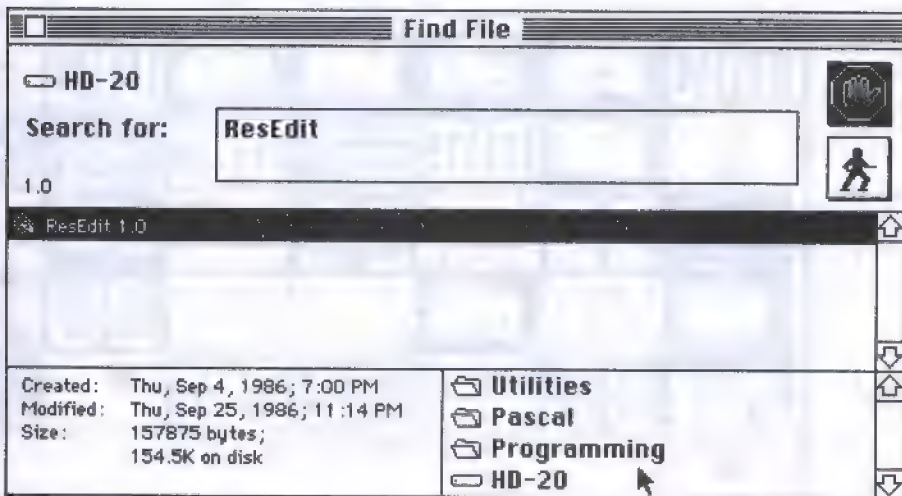 Find File
HD-20
Search for:
ResEdit
1.0
ResEdit 1.0
Created: Thu, Sep 4, 1986; 7:00 PM
Modified: Thu, Sep 25, 1986; 11:14 PM
Size: 157875 bytes;
154.5K on disk
Utilities
Pascal
Programming
HD-20